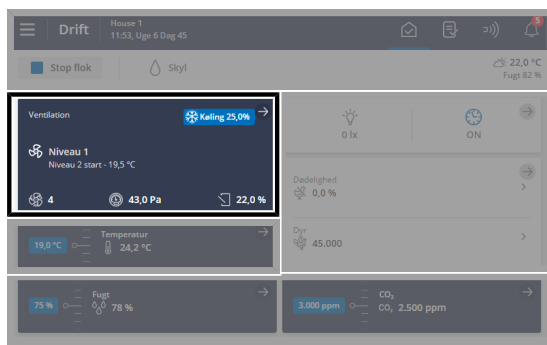 Drift
House 1
11:53, Uge 6 Dag 45
5
Stop flok
Skyl
22,0 °C
Fugt 82 %
Ventilation
Køling 25,0%
Niveau 1
Niveau 2 start - 19,5 °C
4
43,0 Pa
22,0 %
0 lx
ON
Dødelighed
0,0 %
Dyr
45.000
19,0 °C
Temperatur
24,2 °C
75 %
Fugt
78 %
3.000 ppm
CO₂
CO₂ 2.500 ppm